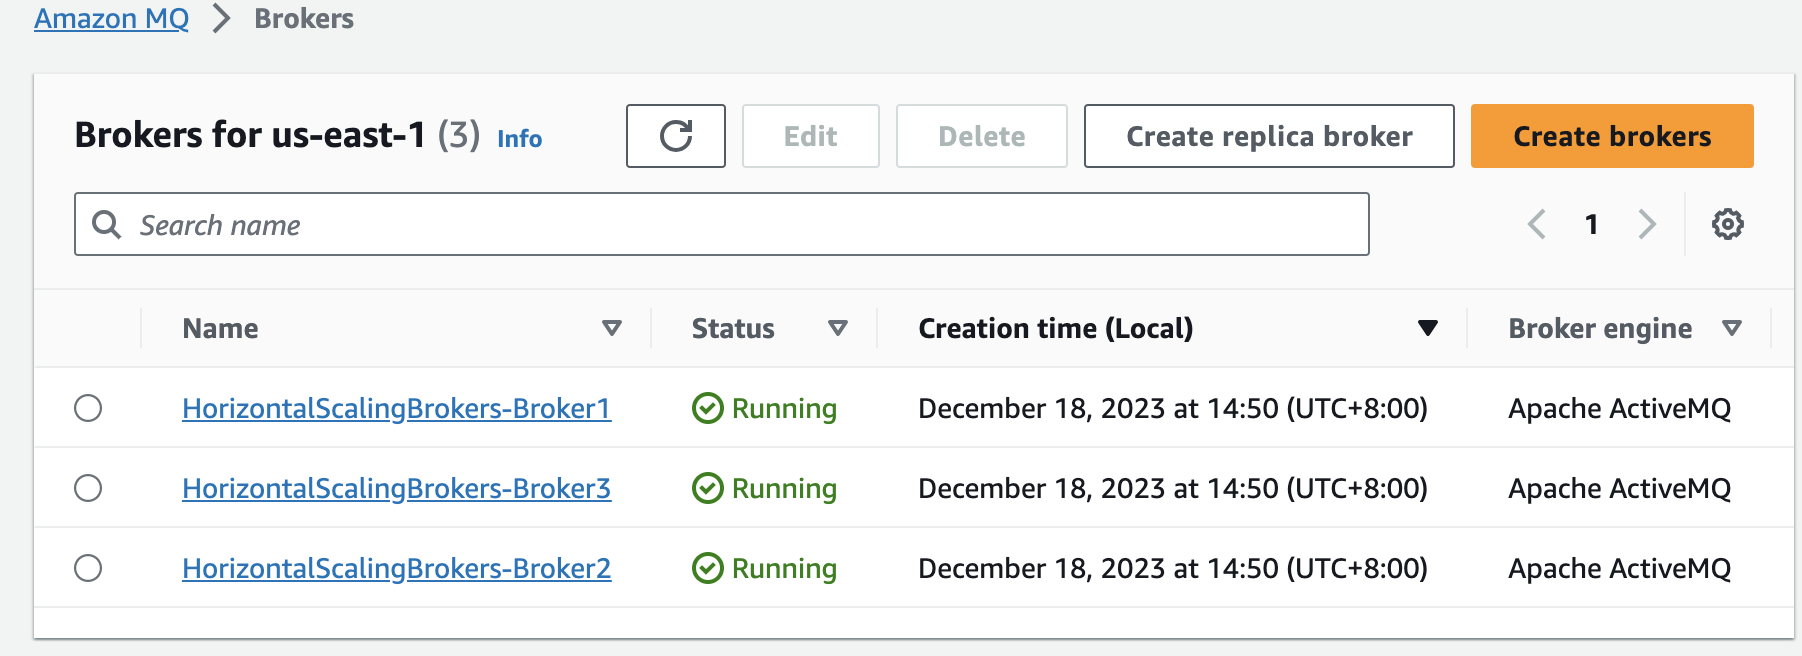 Amazon MQ > Brokers
Brokers for us-east-1 (3) Info Edit Delete Create replica broker Create brokers
Search name 1
Name Status Creation time (Local) Broker engine
HorizontalScalingBrokers-Broker1 Running December 18, 2023 at 14:50 (UTC+8:00) Apache ActiveMQ
HorizontalScalingBrokers-Broker3 Running December 18, 2023 at 14:50 (UTC+8:00) Apache ActiveMQ
HorizontalScalingBrokers-Broker2 Running December 18, 2023 at 14:50 (UTC+8:00) Apache ActiveMQ